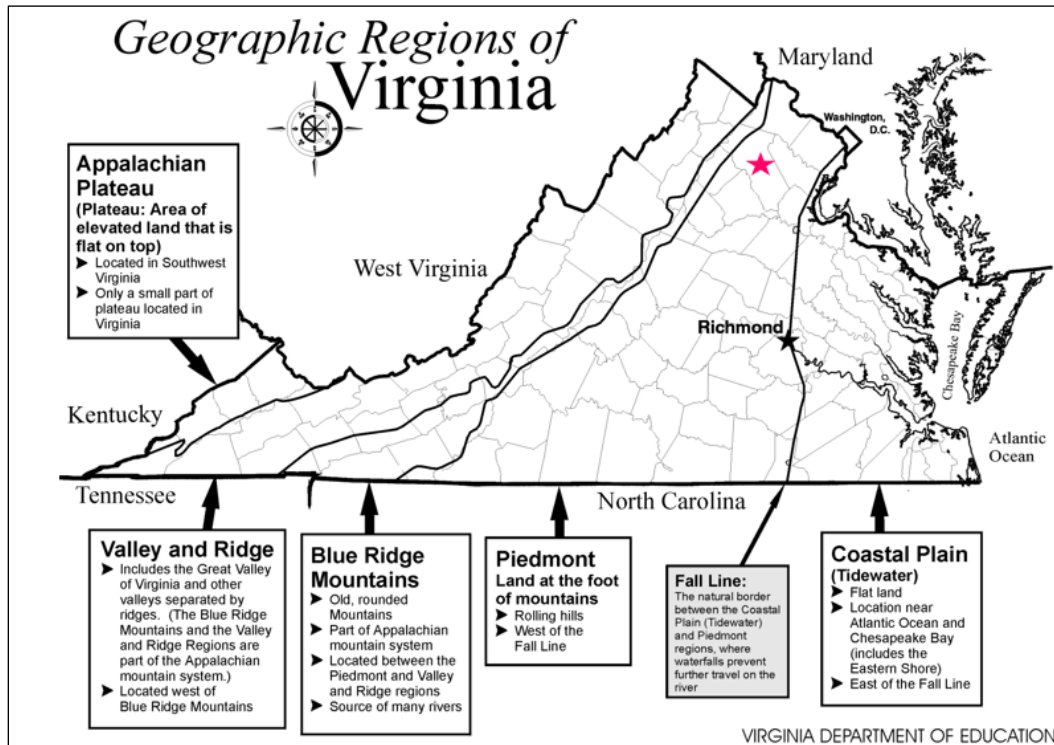 Geographic Regions of
Virginia
Maryland
Washington,
D.C.
Appalachian
Plateau
(Plateau: Area of
elevated land that is
flat on top)
➤ Located in Southwest
Virginia
➤ Only a small part of
plateau located in
Virginia
West Virginia
Richmond
Chesapeake Bay
Kentucky
Atlantic
Ocean
Tennessee
North Carolina
Valley and Ridge
➤ Includes the Great Valley
of Virginia and other
valleys separated by
ridges. (The Blue Ridge
Mountains and the Valley
and Ridge Regions are
part of the Appalachian
mountain system.)
➤ Located west of
Blue Ridge Mountains
Blue Ridge
Mountains
➤ Old, rounded
Mountains
➤ Part of Appalachian
mountain system
➤ Located between the
Piedmont and Valley
and Ridge regions
➤ Source of many rivers
Piedmont
Land at the foot
of mountains
➤ Rolling hills
➤ West of the
Fall Line
Fall Line:
The natural border
between the Coastal
Plain (Tidewater)
and Piedmont
regions, where
waterfalls prevent
further travel on the
river
Coastal Plain
(Tidewater)
➤ Flat land
➤ Location near
Atlantic Ocean and
Chesapeake Bay
(includes the
Eastern Shore)
➤ East of the Fall Line
VIRGINIA DEPARTMENT OF EDUCATION